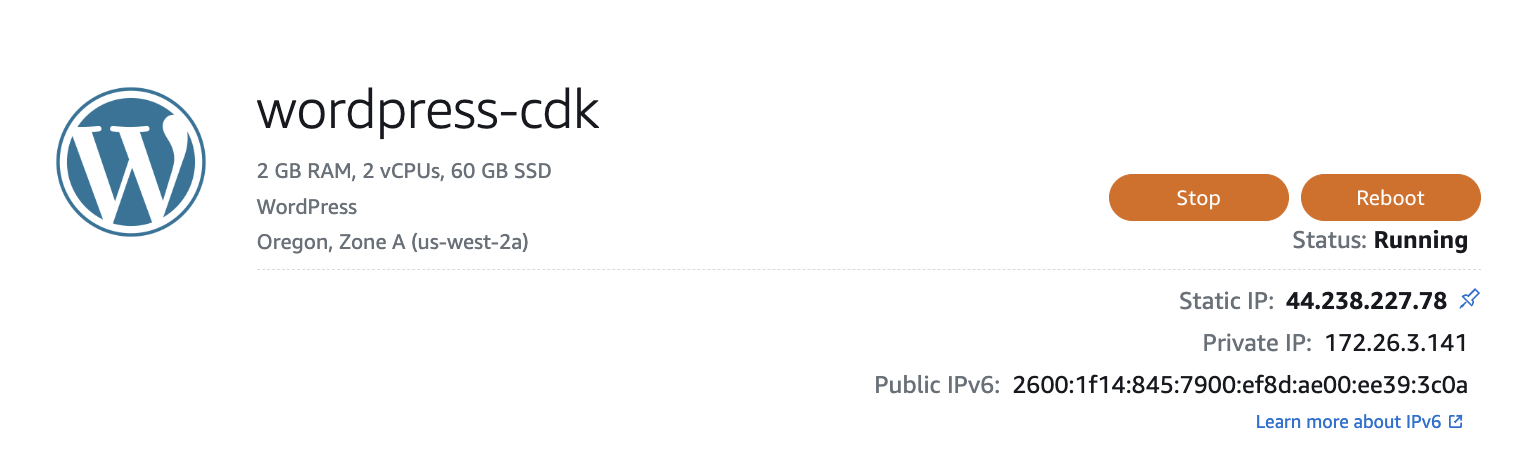 wordpress-cdk
2 GB RAM, 2 vCPUs, 60 GB SSD
WordPress
Oregon, Zone A (us-west-2a)
Stop
Reboot
Status: Running
Static IP: 44.238.227.78
Private IP: 172.26.3.141
Public IPv6: 2600:1f14:845:7900:ef8d:ae00:ee39:3c0a
Learn more about IPv6